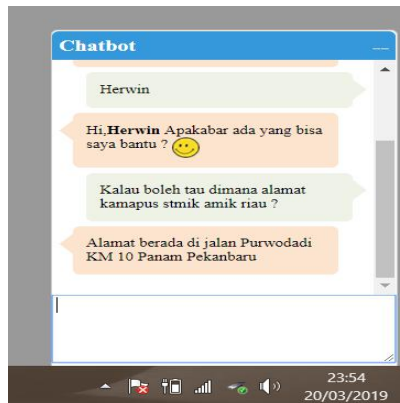 Chatbot
Herwin
Hi,Herwin Apakabar ada yang bisa
saya bantu ?
Kalau boleh tau dimana alamat
kamapus stmik amik riau ?
Alamat berada di jalan Purwodadi
KM 10 Panam Pekanbaru
23:54
20/03/2019